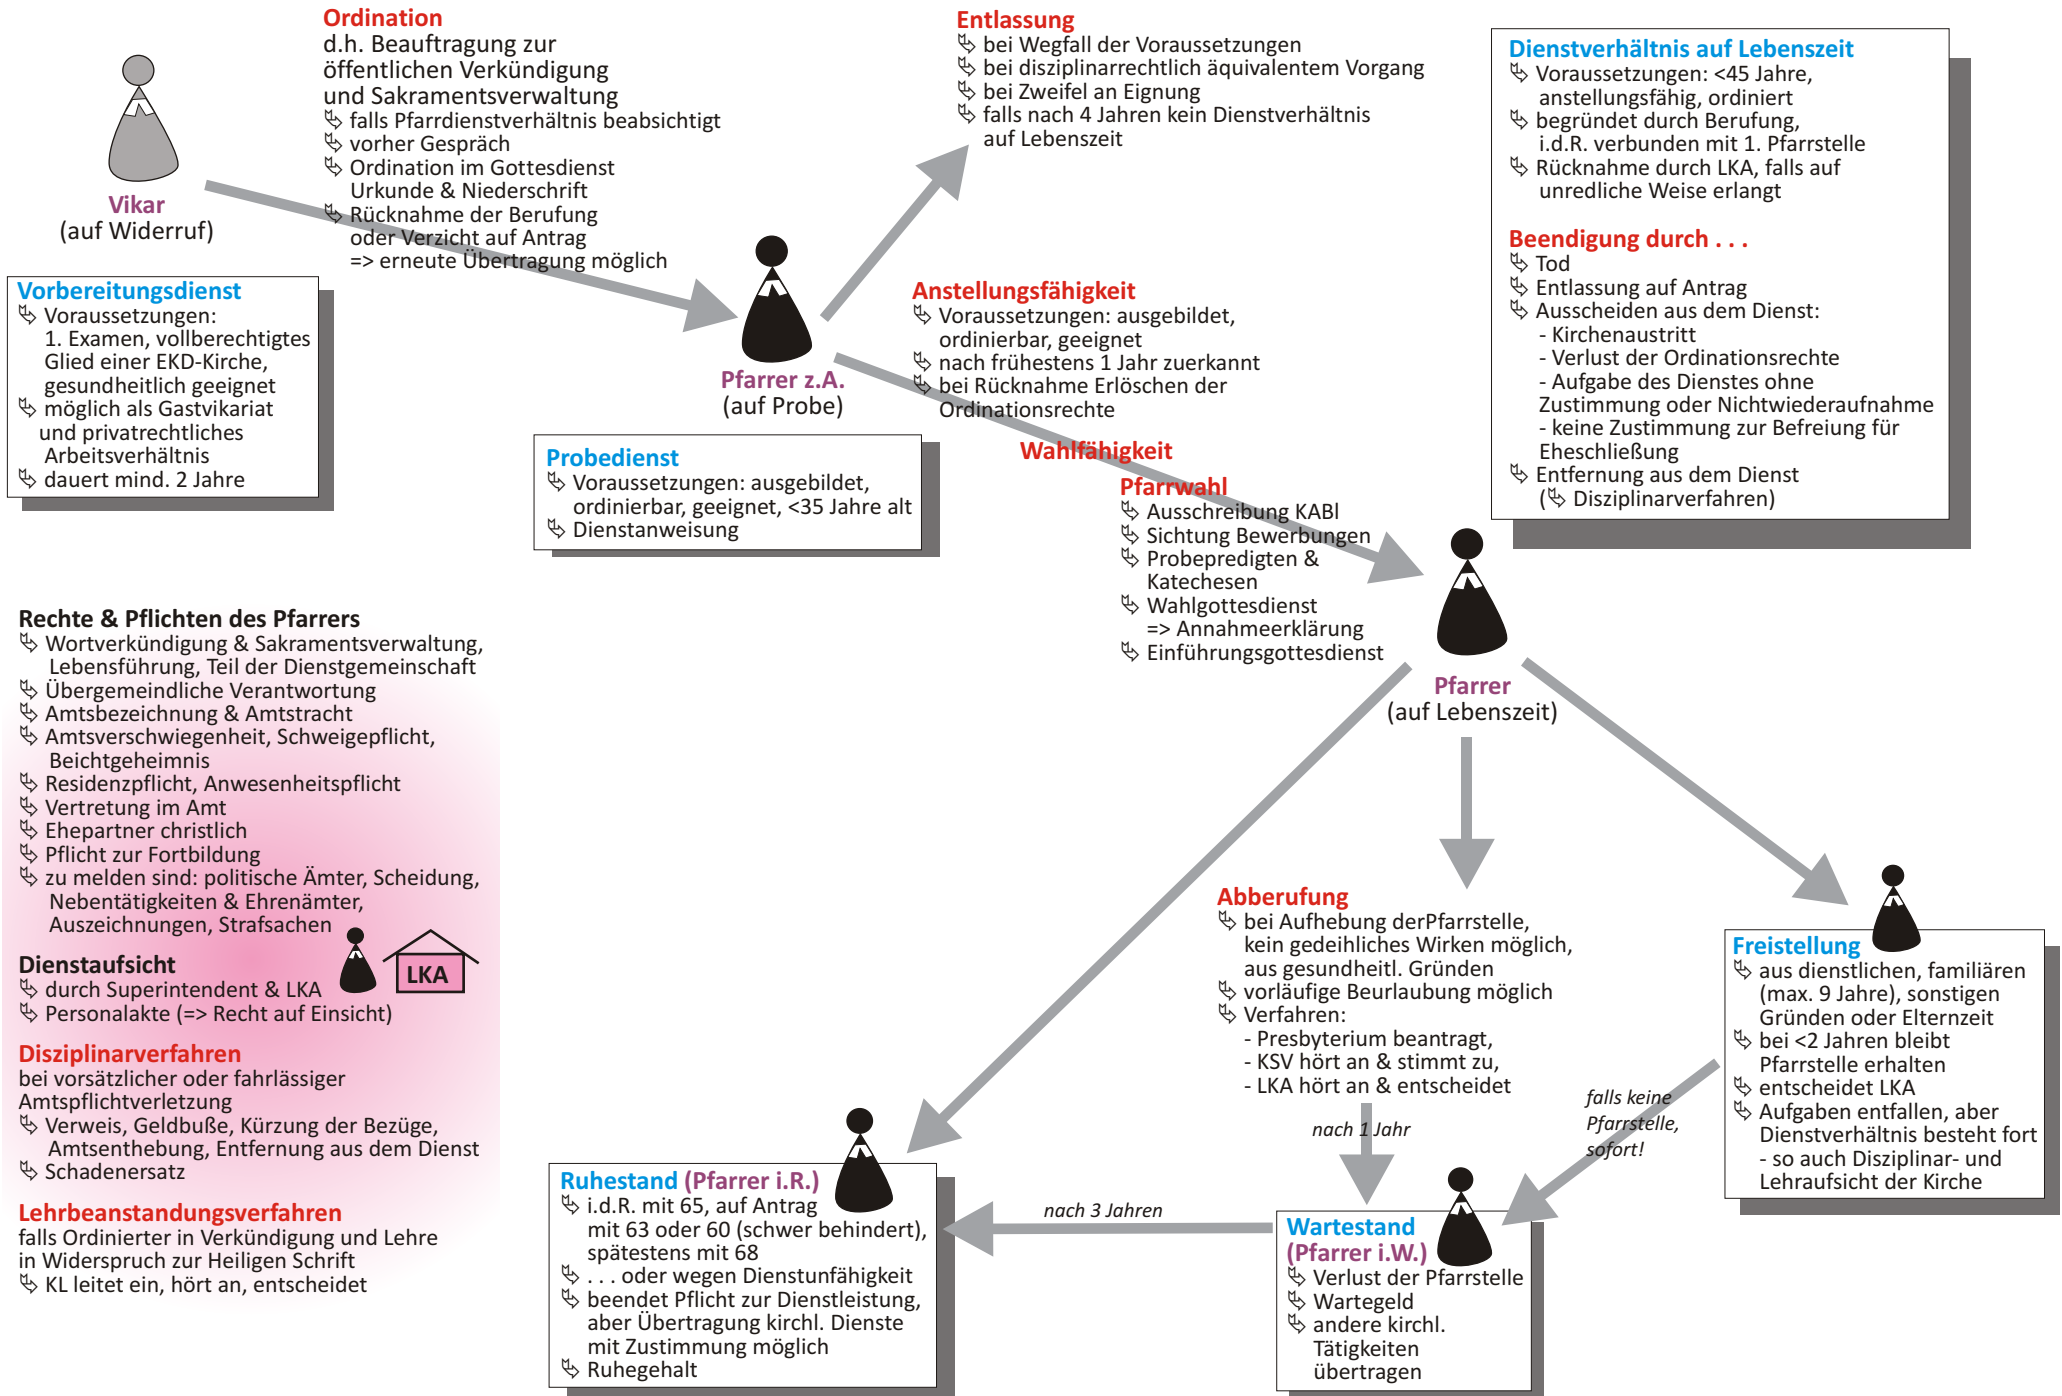 Ordination
d.h. Beauftragung zur
öffentlichen Verkündigung
und Sakramentsverwaltung
falls Pfarrdienstverhältnis beabsichtigt
vorher Gespräch
Ordination im Gottesdienst
Urkunde & Niederschrift
Rücknahme der Berufung
oder Verzicht auf Antrag
=> erneute Übertragung möglich
Vikar
(auf Widerruf)
Vorbereitungsdienst
Voraussetzungen:
1. Examen, vollberechtigtes
Glied einer EKD-Kirche,
gesundheitlich geeignet
möglich als Gastvikariat
und privatrechtliches
Arbeitsverhältnis
dauert mind. 2 Jahre
Entlassung
bei Wegfall der Voraussetzungen
bei disziplinarrechtlich äquivalentem Vorgang
bei Zweifel an Eignung
falls nach 4 Jahren kein Dienstverhältnis
auf Lebenszeit
Pfarrer z.A.
(auf Probe)
Probedienst
Voraussetzungen: ausgebildet,
ordinierbar, geeignet, <35 Jahre alt
Dienstanweisung
Anstellungsfähigkeit
Voraussetzungen: ausgebildet,
ordinierbar, geeignet
nach frühestens 1 Jahr zuerkannt
bei Rücknahme Erlöschen der
Ordinationsrechte
Wahlfähigkeit
Pfarrwahl
Ausschreibung KABl
Sichtung Bewerbungen
Probepredigten &
Katechesen
Wahlgottesdienst
=> Annahmeerklärung
Einführungsgottesdienst
Dienstverhältnis auf Lebenszeit
Voraussetzungen: <45 Jahre,
anstellungsfähig, ordiniert
begründet durch Berufung,
i.d.R. verbunden mit 1. Pfarrstelle
Rücknahme durch LKA, falls auf
unredliche Weise erlangt
Beendigung durch . . .
Tod
Entlassung auf Antrag
Ausscheiden aus dem Dienst:
- Kirchenaustritt
- Verlust der Ordinationsrechte
- Aufgabe des Dienstes ohne
Zustimmung oder Nichtwiederaufnahme
- keine Zustimmung zur Befreiung für
Eheschließung
Entfernung aus dem Dienst
( Disziplinarverfahren)
Pfarrer
(auf Lebenszeit)
Rechte & Pflichten des Pfarrers
Wortverkündigung & Sakramentsverwaltung,
Lebensführung, Teil der Dienstgemeinschaft
Übergemeindliche Verantwortung
Amtsbezeichnung & Amtstracht
Amtsverschwiegenheit, Schweigepflicht,
Beichtgeheimnis
Residenzpflicht, Anwesenheitspflicht
Vertretung im Amt
Ehepartner christlich
Pflicht zur Fortbildung
zu melden sind: politische Ämter, Scheidung,
Nebentätigkeiten & Ehrenämter,
Auszeichnungen, Strafsachen
Dienstaufsicht
durch Superintendent & LKA
Personalakte (=> Recht auf Einsicht)
LKA
Disziplinarverfahren
bei vorsätzlicher oder fahrlässiger
Amtspflichtverletzung
Verweis, Geldbuße, Kürzung der Bezüge,
Amtsenthebung, Entfernung aus dem Dienst
Schadenersatz
Lehrbeanstandungsverfahren
falls Ordinierter in Verkündigung und Lehre
in Widerspruch zur Heiligen Schrift
KL leitet ein, hört an, entscheidet
Abberufung
bei Aufhebung derPfarrstelle,
kein gedeihliches Wirken möglich,
aus gesundheitl. Gründen
vorläufige Beurlaubung möglich
Verfahren:
- Presbyterium beantragt,
- KSV hört an & stimmt zu,
- LKA hört an & entscheidet
nach 1 Jahr
Freistellung
aus dienstlichen, familiären
(max. 9 Jahre), sonstigen
Gründen oder Elternzeit
bei <2 Jahren bleibt
Pfarrstelle erhalten
entscheidet LKA
Aufgaben entfallen, aber
Dienstverhältnis besteht fort
- so auch Disziplinar- und
Lehraufsicht der Kirche
falls keine
Pfarrstelle,
sofort!
Ruhestand (Pfarrer i.R.)
i.d.R. mit 65, auf Antrag
mit 63 oder 60 (schwer behindert),
spätestens mit 68
. . . oder wegen Dienstunfähigkeit
beendet Pflicht zur Dienstleistung,
aber Übertragung kirchl. Dienste
mit Zustimmung möglich
Ruhegehalt
nach 3 Jahren
Wartestand
(Pfarrer i.W.)
Verlust der Pfarrstelle
Wartegeld
andere kirchl.
Tätigkeiten
übertragen